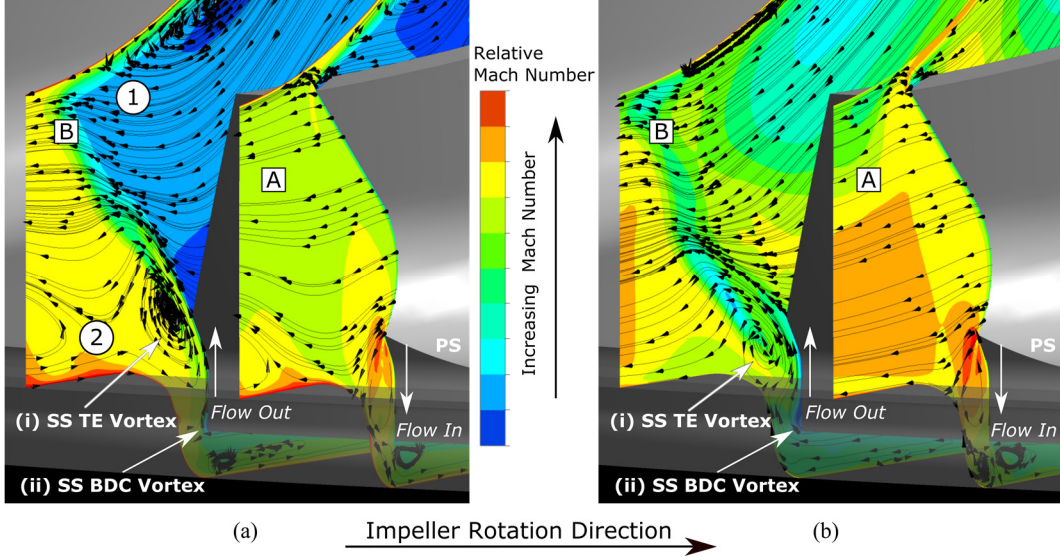 1
B
A
2
PS
(i) SS TE Vortex
Flow Out
Flow In
(ii) SS BDC Vortex
Relative
Mach Number
Increasing Mach Number
B
A
PS
(i) SS TE Vortex
Flow Out
Flow In
(ii) SS BDC Vortex
(a)
Impeller Rotation Direction
(b)